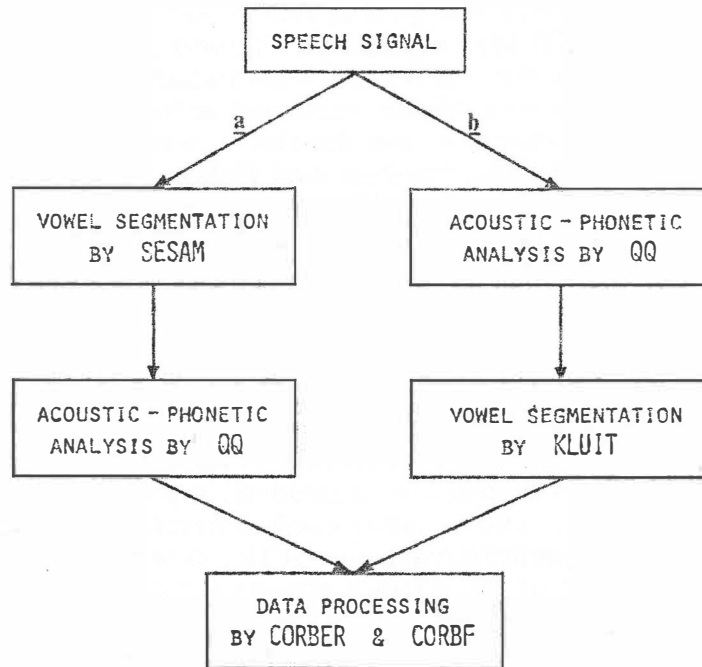 SPEECH SIGNAL
a
b
VOWEL SEGMENTATION
BY SESAM
ACOUSTIC - PHONETIC
ANALYSIS BY QQ
ACOUSTIC - PHONETIC
ANALYSIS BY QQ
VOWEL SEGMENTATION
BY KLUIT
DATA PROCESSING
BY CORBER & CORBF